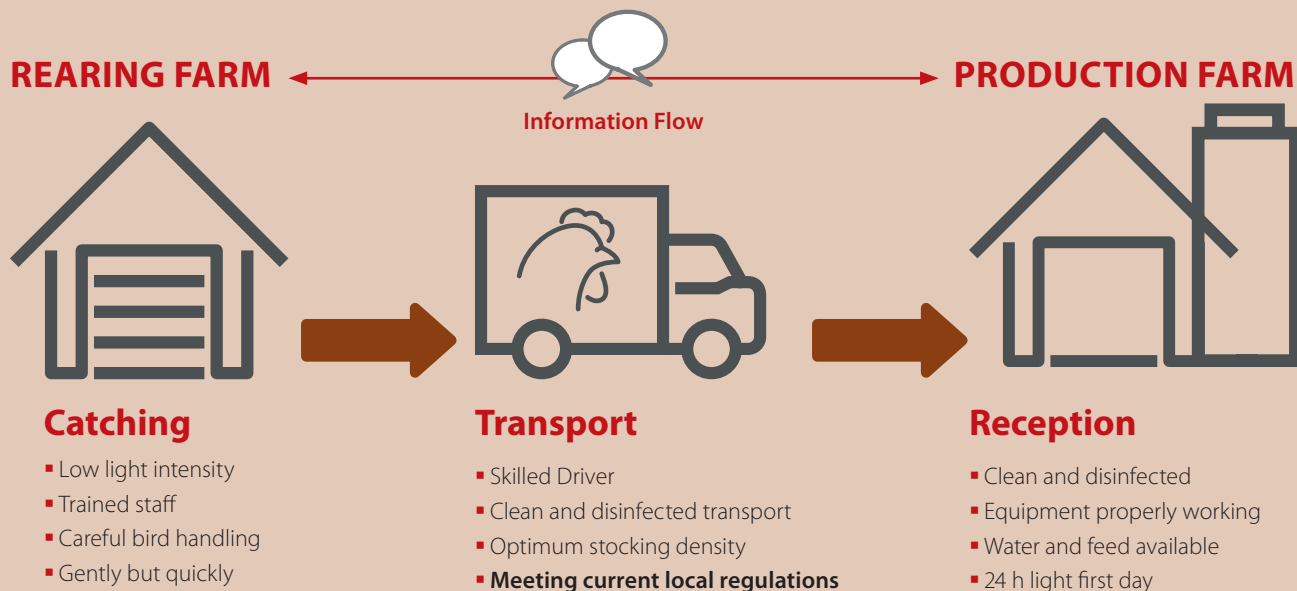 REARING FARM
PRODUCTION FARM
Information Flow
Catching
▪ Low light intensity
▪ Trained staff
▪ Careful bird handling
▪ Gently but quickly
Transport
▪ Skilled Driver
▪ Clean and disinfected transport
▪ Optimum stocking density
▪ Meeting current local regulations
Reception
▪ Clean and disinfected
▪ Equipment properly working
▪ Water and feed available
▪ 24 h light first day